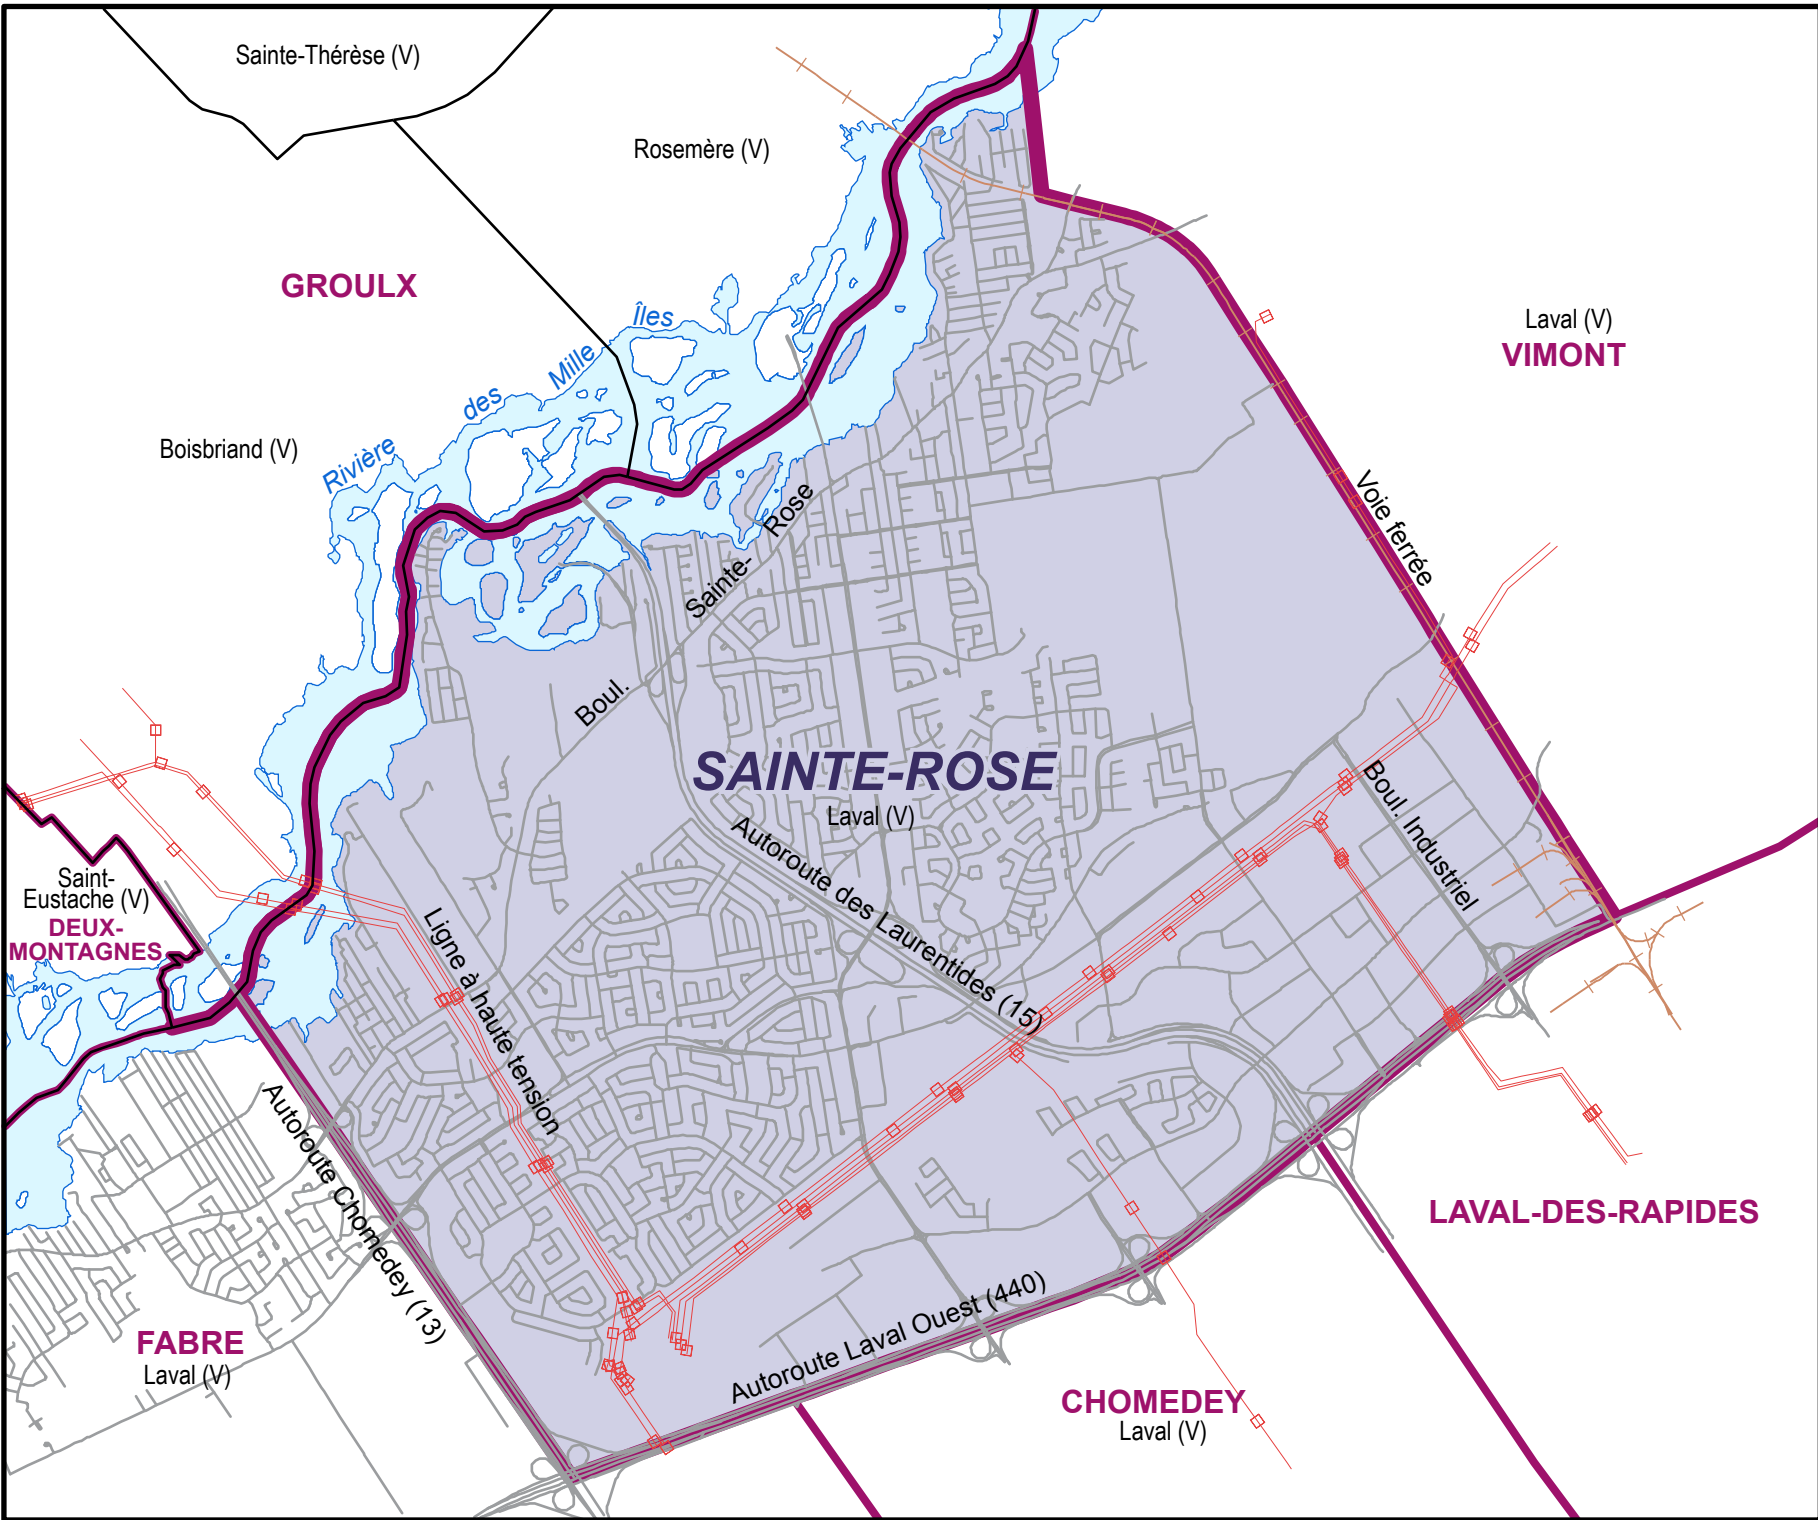 Sainte-Thérèse (V)
Rosemère (V)
GROULX
Laval (V)
VIMONT
Boisbriand (V)
Rivière des Mille Îles
Boul. Sainte-Rose
Voie ferrée
SAINTE-ROSE
Laval (V)
Boul. Industriel
Autoroute des Laurentides (15)
Saint-
Eustache (V)
DEUX-
MONTAGNES
Ligne à haute tension
Autoroute Chomedey (13)
LAVAL-DES-RAPIDES
Autoroute Laval Ouest (440)
FABRE
Laval (V)
CHOMEDEY
Laval (V)